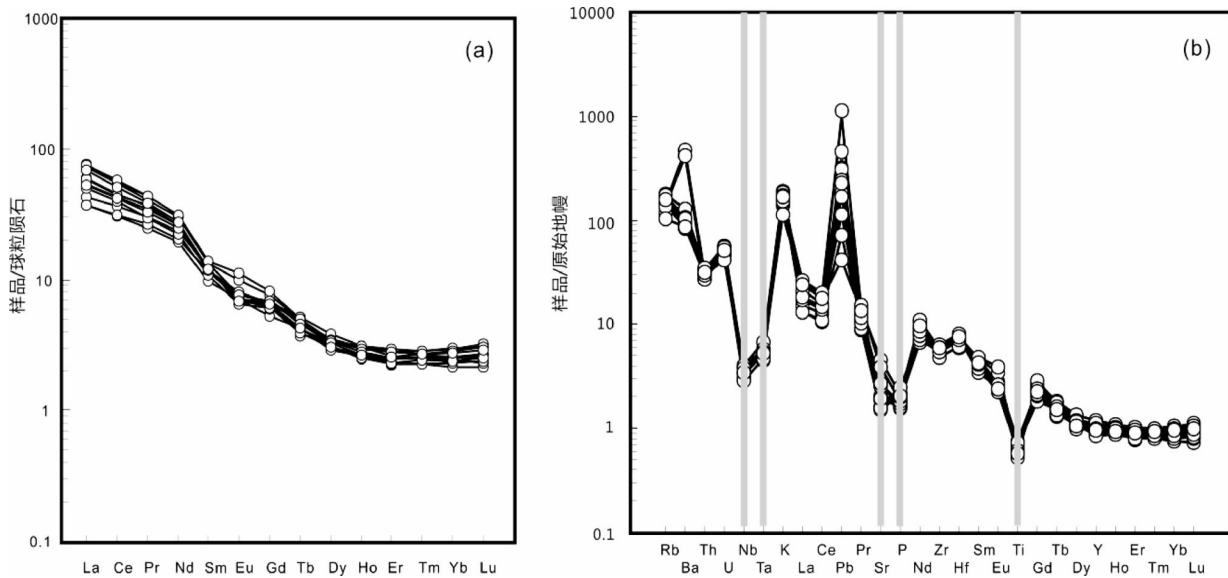 (a)
样品/球粒陨石
1000
100
10
1
0.1
La Ce Pr Nd Sm Eu Gd Tb Dy Ho Er Tm Yb Lu
(b)
样品/原始地幔
10000
1000
100
10
1
0.1
Rb Th Nb K Ce Pr P Zr Sm Ti Tb Y Er Yb
Ba U Ta La Pb Sr Nd Hf Eu Gd Dy Ho Tm Lu